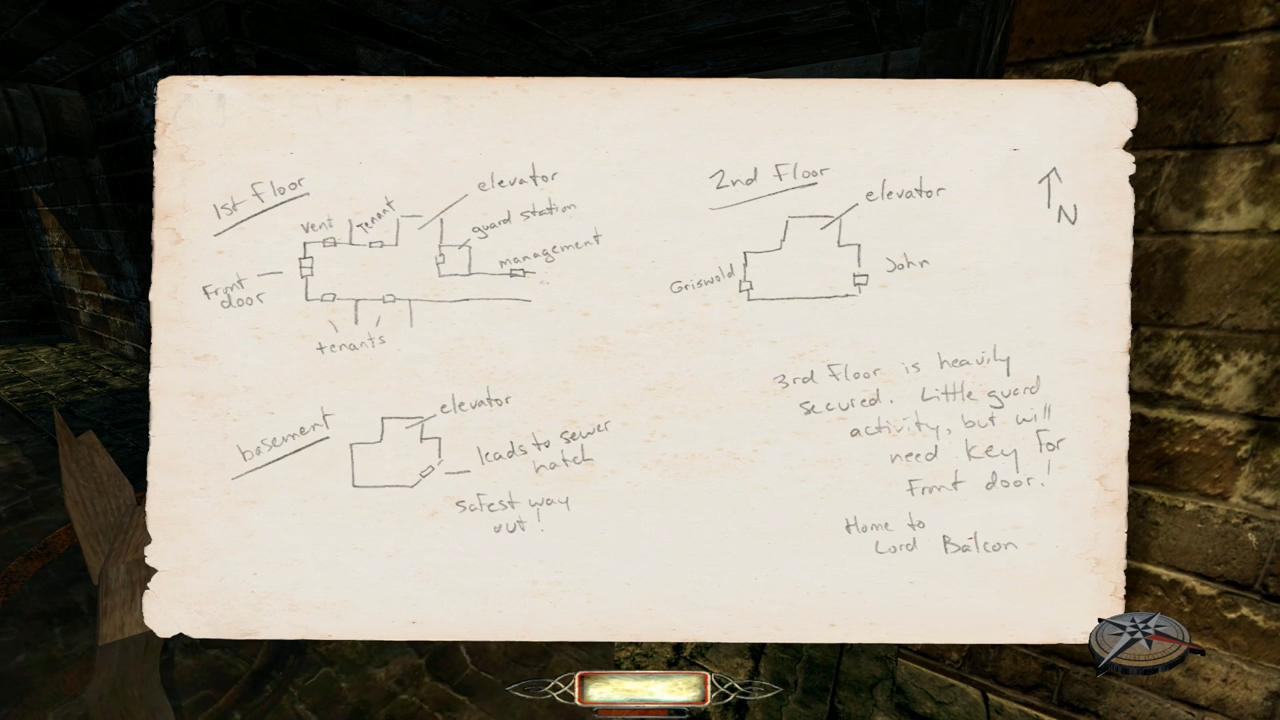 1st Floor
elevator
vent
tenant
guard station
management
Front
door
tenants
2nd Floor
elevator
Griswold
John
N
basement
elevator
leads to sewer
hatch
safest way
out!
3rd Floor is heavily
secured. Little guard
activity, but will
need key for
front door!
Home to
Lord Balcon